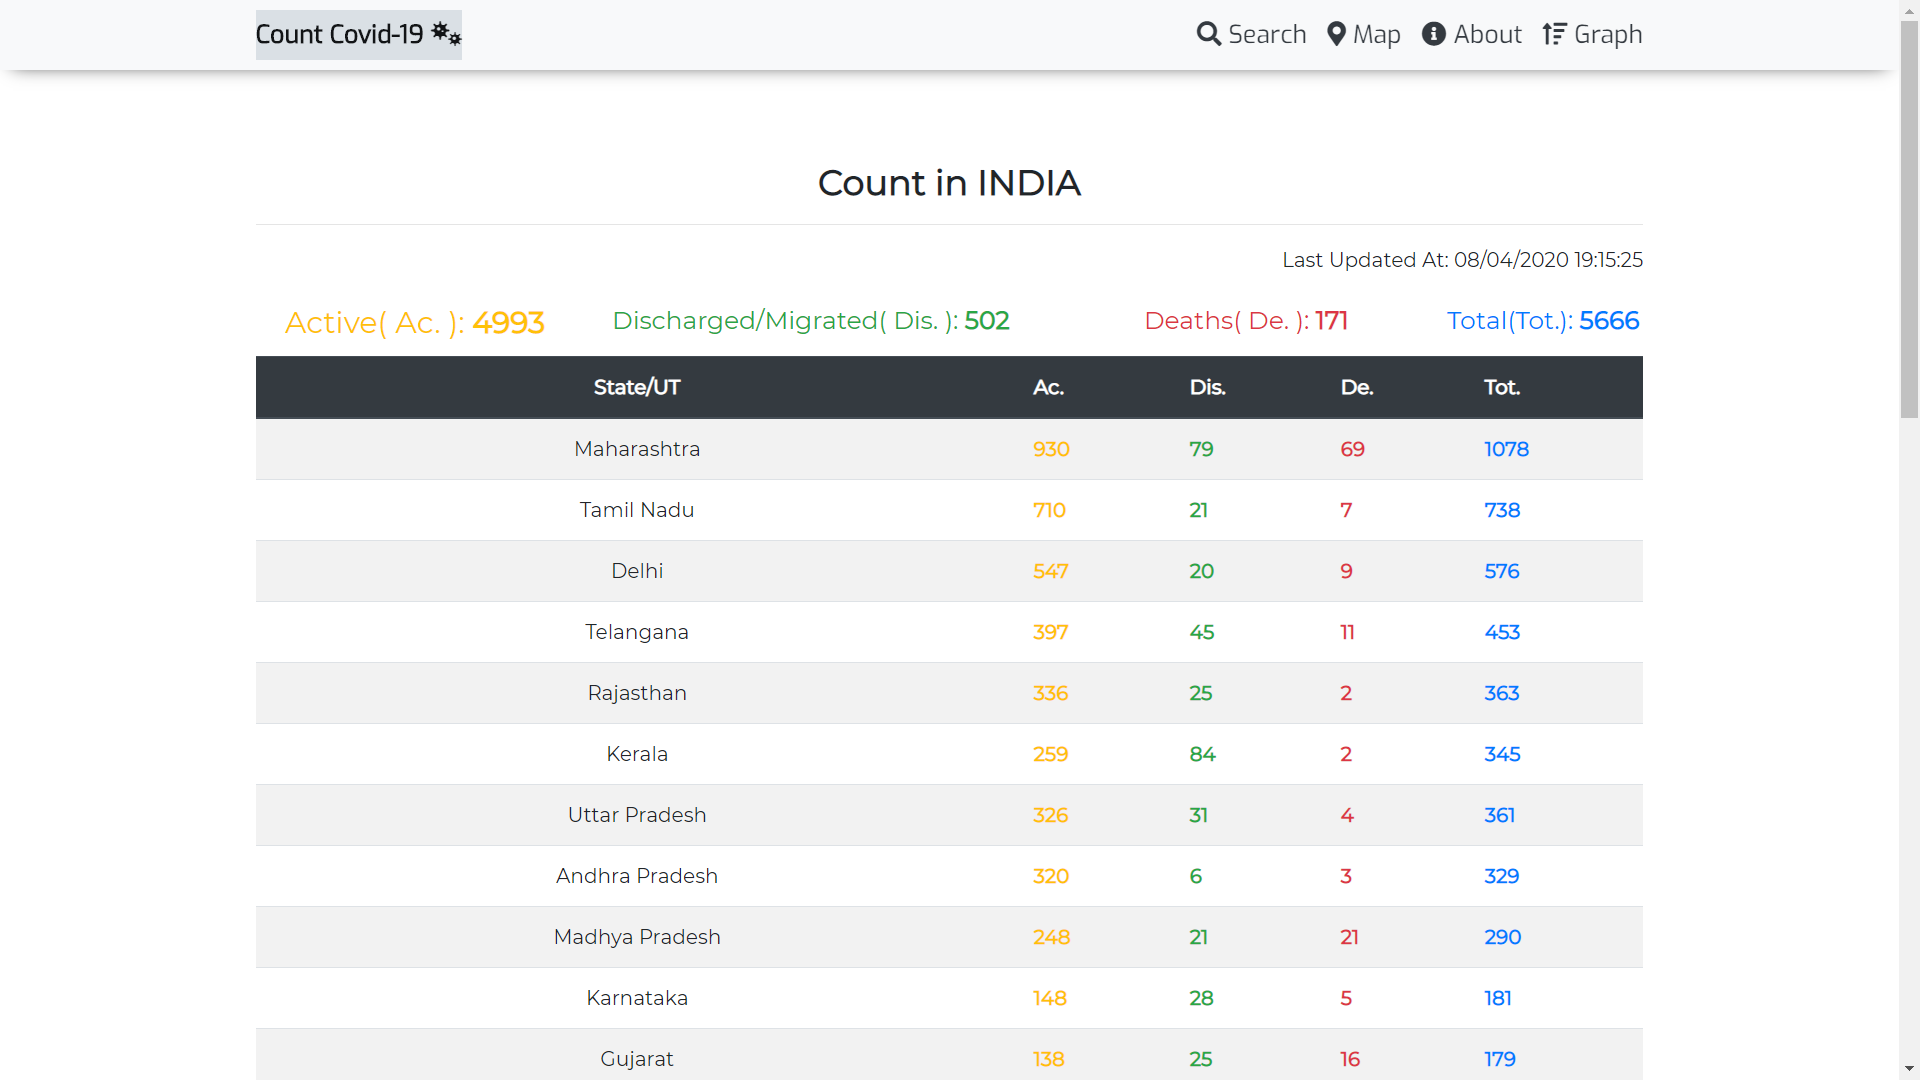 Count Covid-19
Search Map About Graph
Count in INDIA
Last Updated At: 08/04/2020 19:15:25
Active( Ac. ): 4993 Discharged/Migrated( Dis. ): 502 Deaths( De. ): 171 Total(Tot.): 5666
State/UT Ac. Dis. De. Tot.
Maharashtra 930 79 69 1078
Tamil Nadu 710 21 7 738
Delhi 547 20 9 576
Telangana 397 45 11 453
Rajasthan 336 25 2 363
Kerala 259 84 2 345
Uttar Pradesh 326 31 4 361
Andhra Pradesh 320 6 3 329
Madhya Pradesh 248 21 21 290
Karnataka 148 28 5 181
Gujarat 138 25 16 179